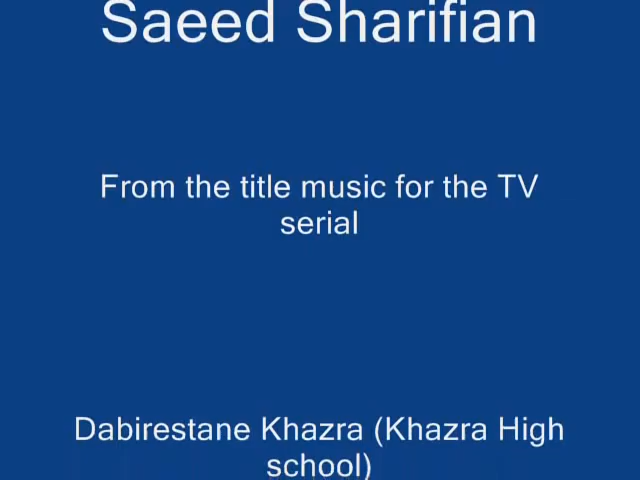 Saeed Sharifian
From the title music for the TV
serial
Dabirestane Khazra (Khazra High
school)